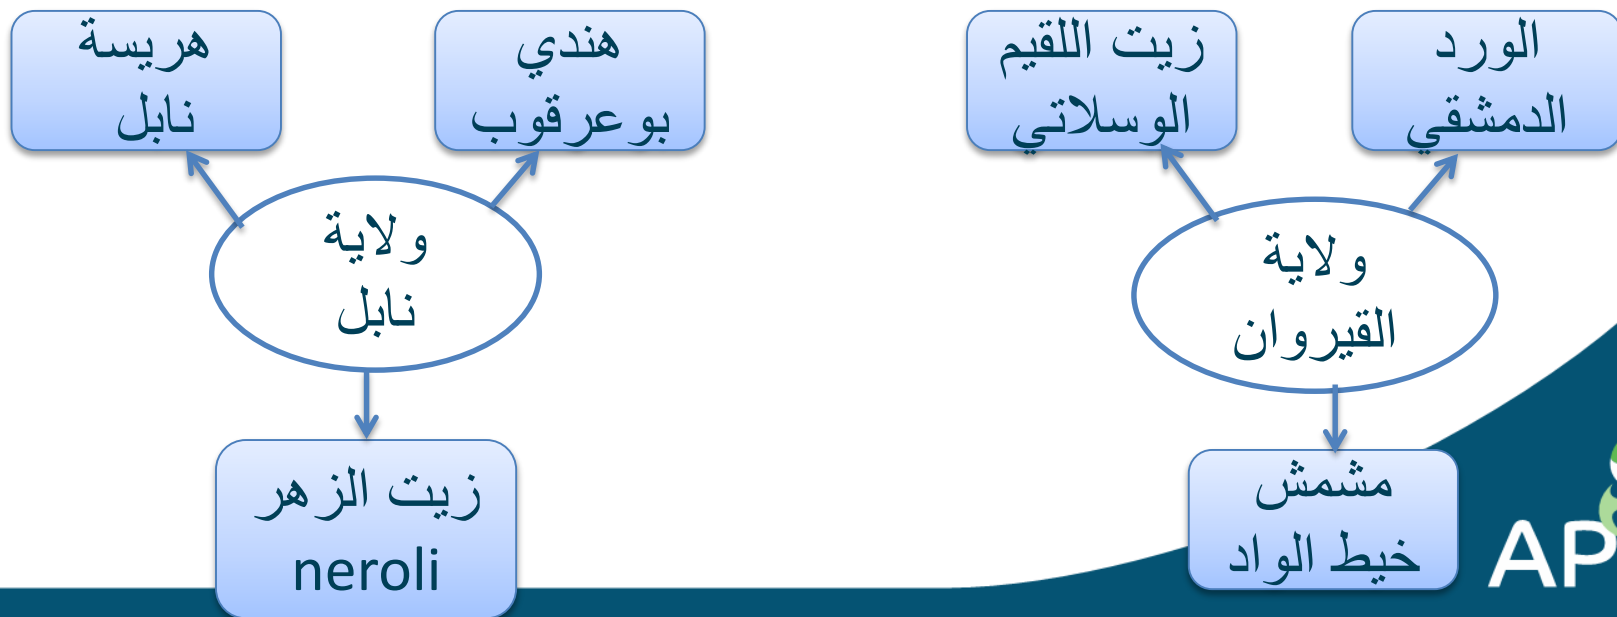 الورد
الدمشقي
زيت اللقيم
الوسلاتي
ولاية
القيروان
مشمش
خيط الواد
هندي
بوعرقوب
هريسة
نابل
ولاية
نابل
زيت الزهر
neroli
AP